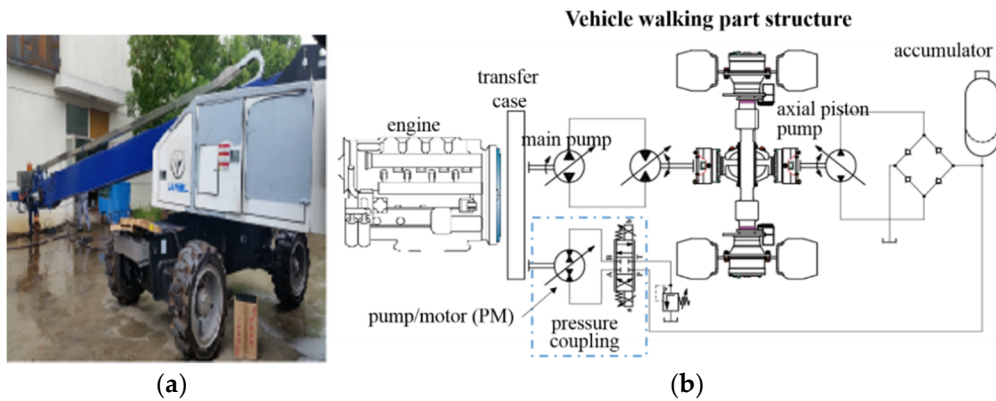 Vehicle walking part structure
accumulator
transfer
case
engine
main pump
axial piston
pump
B
T
A
P
pump/motor (PM)
pressure
coupling
(a)
(b)